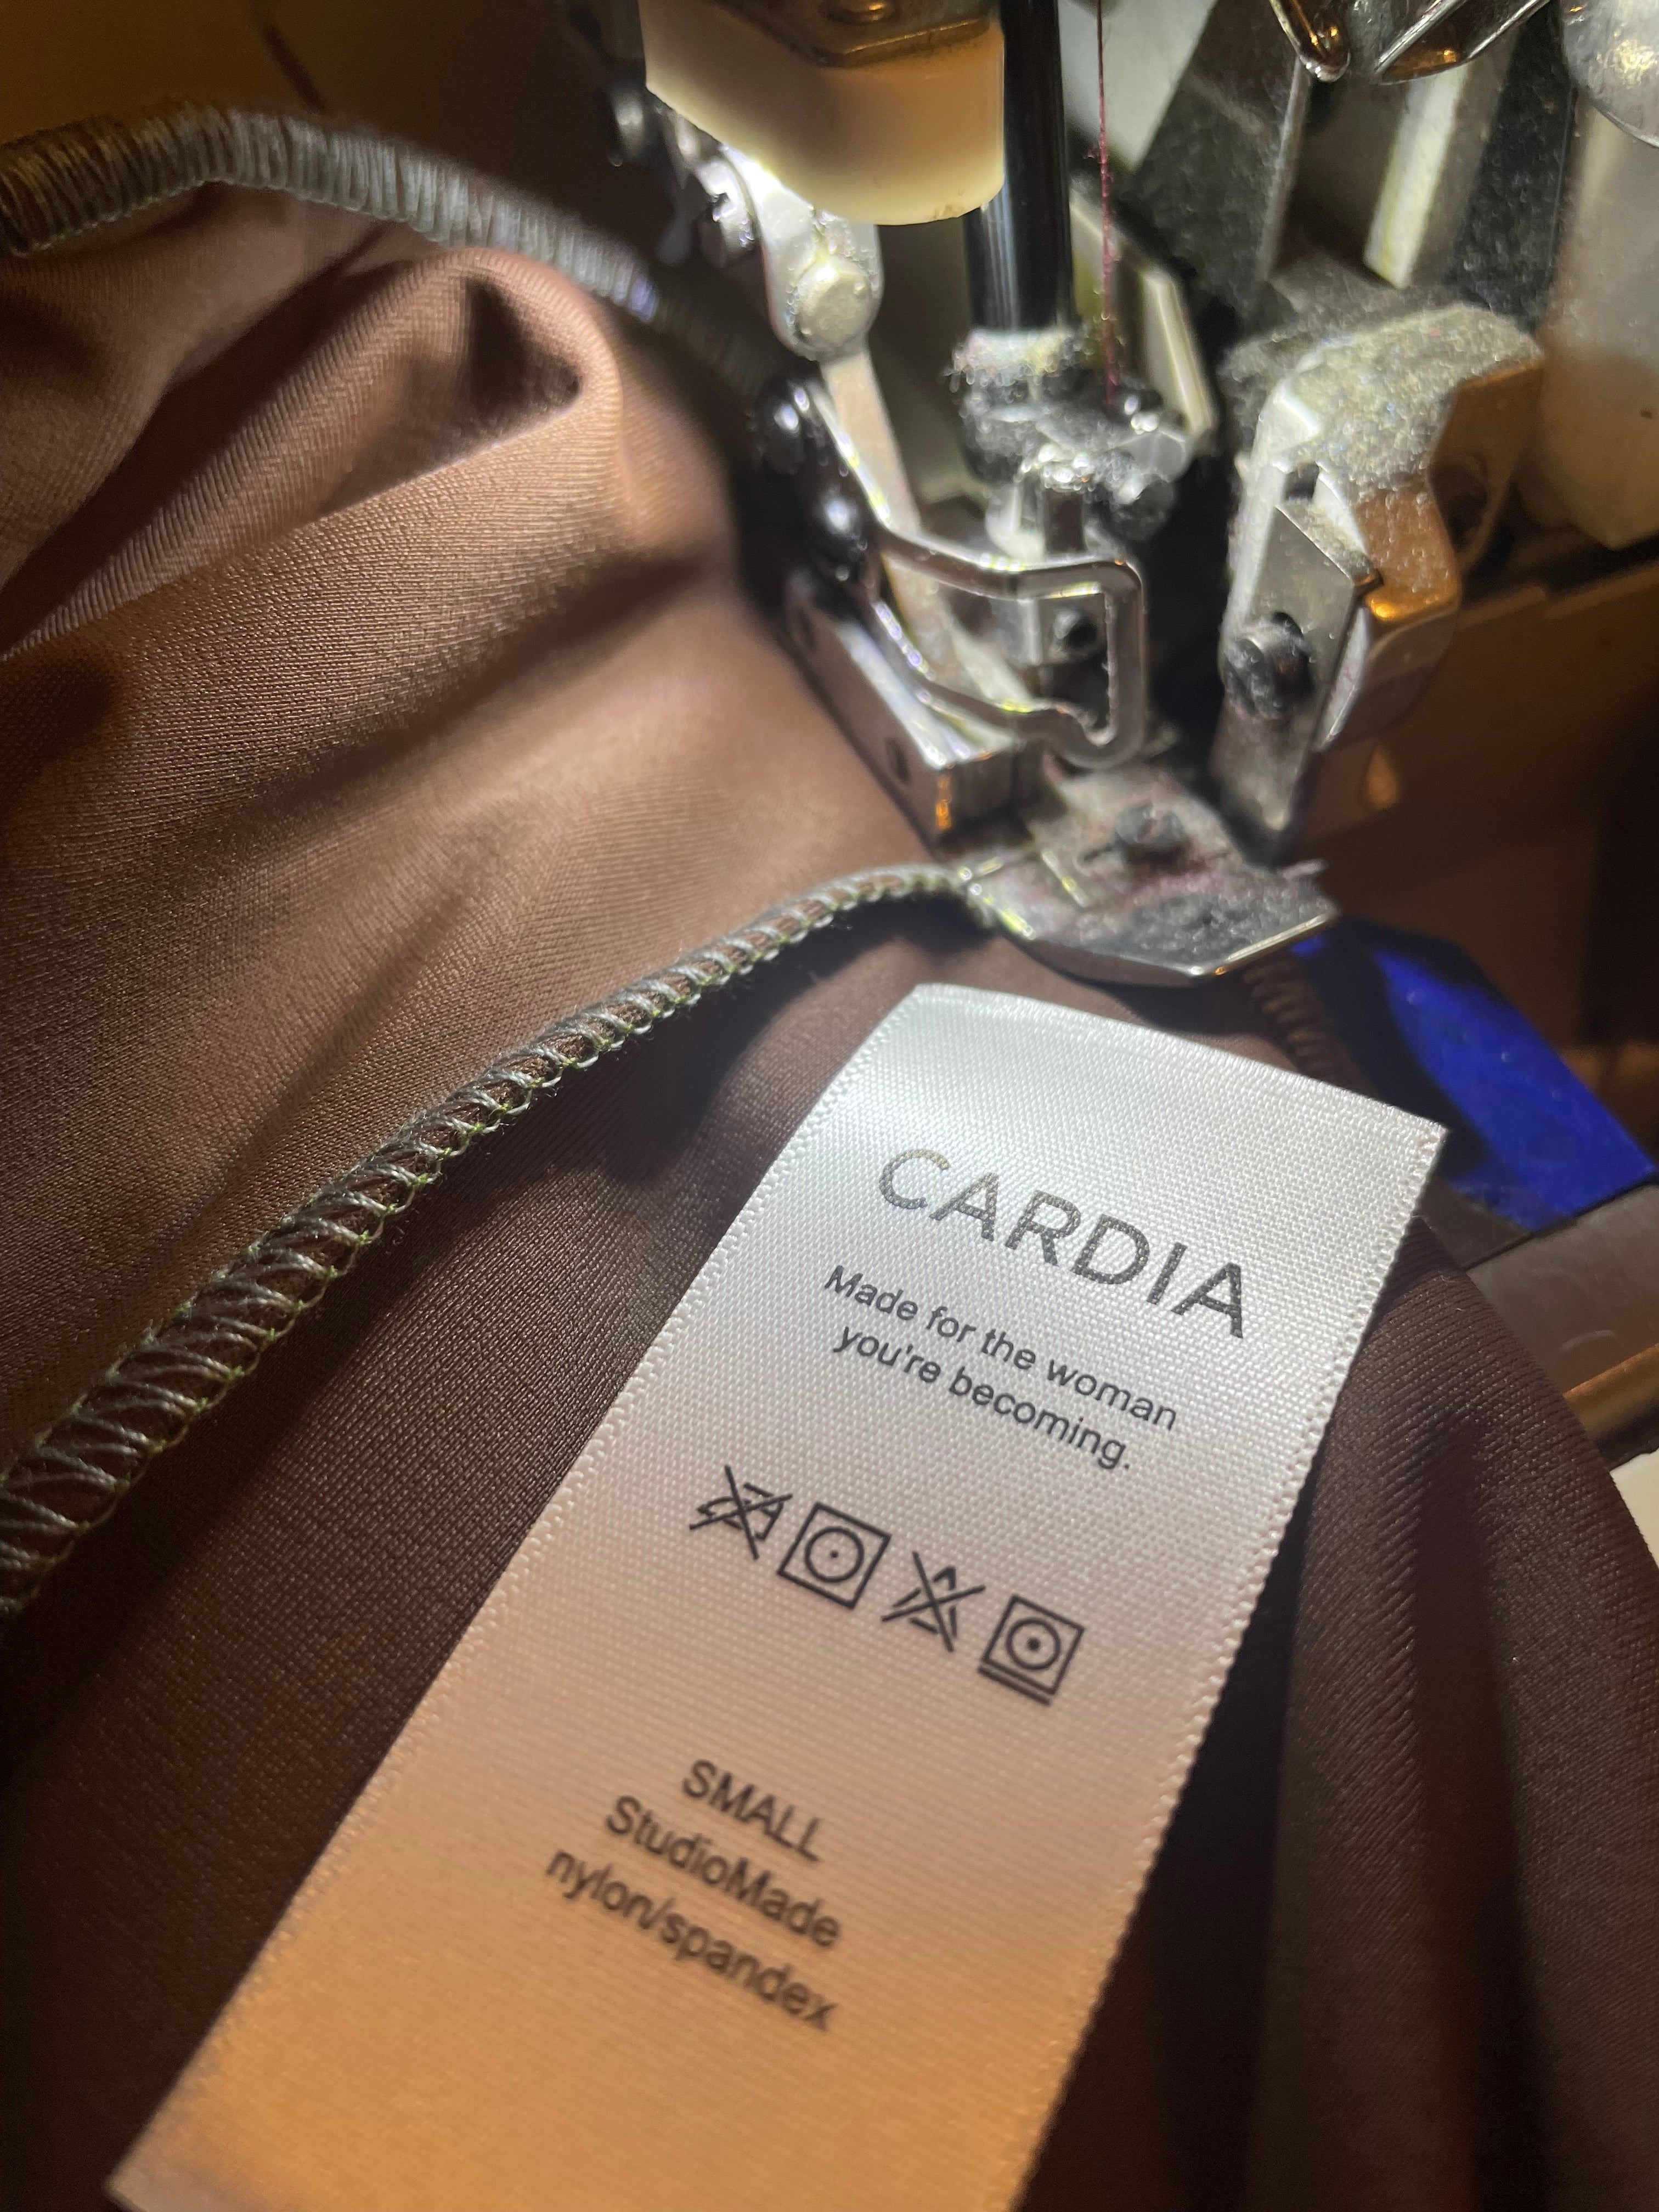 CARDIA
Made for the woman
you're becoming.
SMALL
StudioMade
nylon/spandex